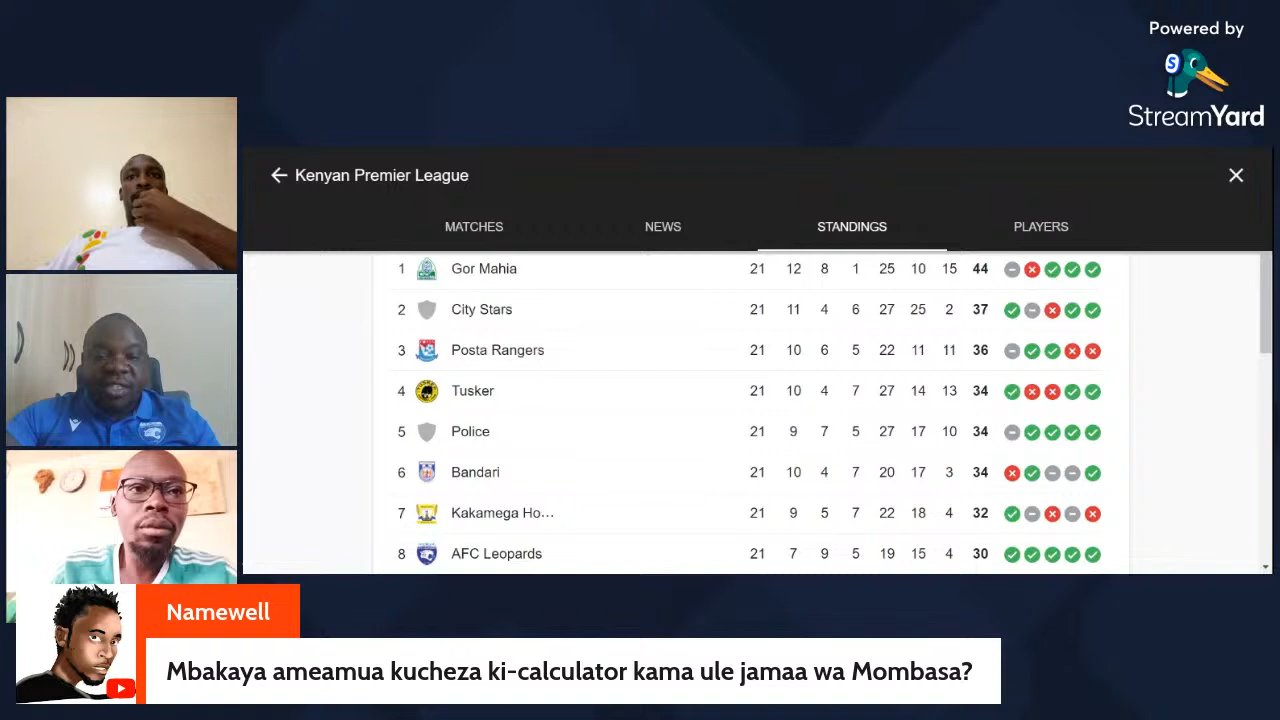 Powered by
S
StreamYard
Kenyan Premier League
MATCHES NEWS STANDINGS PLAYERS
1 Gor Mahia 21 12 8 1 25 10 15 44
2 City Stars 21 11 4 6 27 25 2 37
3 Posta Rangers 21 10 6 5 22 11 11 36
4 Tusker 21 10 4 7 27 14 13 34
5 Police 21 9 7 5 27 17 10 34
6 Bandari 21 10 4 7 20 17 3 34
7 Kakamega Ho... 21 9 5 7 22 18 4 32
8 AFC Leopards 21 7 9 5 19 15 4 30
Namewell
Mbakaya ameamua kucheza ki-calculator kama ule jamaa wa Mombasa?